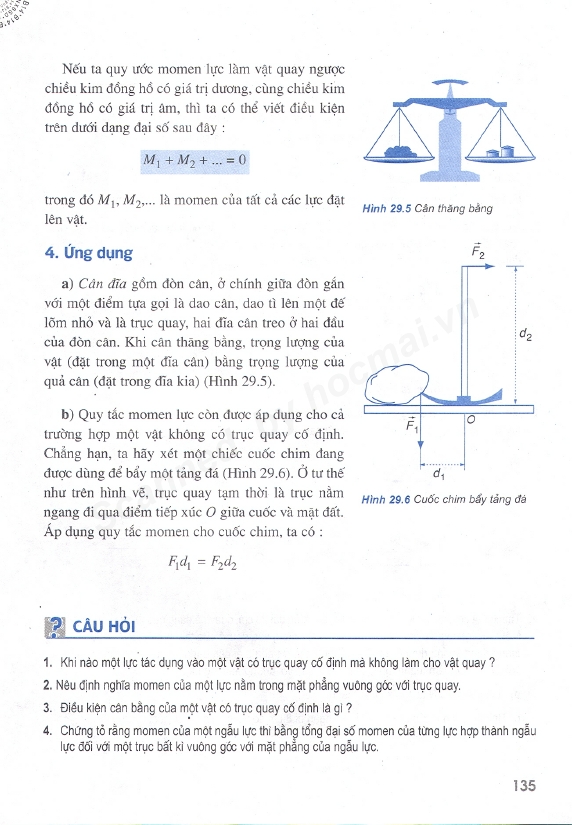 Nếu ta quy ước momen lực làm vật quay ngược
chiều kim đồng hồ có giá trị dương, cùng chiều kim
đồng hồ có giá trị âm, thì ta có thể viết điều kiện
trên dưới dạng đại số sau đây :
M₁ + M₂ + ... = 0
trong đó M₁, M₂,... là momen của tất cả các lực đặt
lên vật.
Hình 29.5 Cân thăng bằng
4. Ứng dụng
a) Cân đĩa gồm đòn cân, ở chính giữa đòn gắn
với một điểm tựa gọi là dao cân, dao tì lên một đế
lõm nhỏ và là trục quay, hai đĩa cân treo ở hai đầu
của đòn cân. Khi cân thăng bằng, trọng lượng của
vật (đặt trong một đĩa cân) bằng trọng lượng của
quả cân (đặt trong đĩa kia) (Hình 29.5).
b) Quy tắc momen lực còn được áp dụng cho cả
trường hợp một vật không có trục quay cố định.
Chẳng hạn, ta hãy xét một chiếc cuốc chim đang
được dùng để bẩy một tảng đá (Hình 29.6). Ở tư thế
như trên hình vẽ, trục quay tạm thời là trục nằm
ngang đi qua điểm tiếp xúc O giữa cuốc và mặt đất.
Áp dụng quy tắc momen cho cuốc chim, ta có :
F₁d₁ = F₂d₂
F⃗₂
d₂
F⃗₁
O
d₁
Hình 29.6 Cuốc chim bẩy tảng đá
hocmai.vn
? CÂU HỎI
1. Khi nào một lực tác dụng vào một vật có trục quay cố định mà không làm cho vật quay ?
2. Nêu định nghĩa momen của một lực nằm trong mặt phẳng vuông góc với trục quay.
3. Điều kiện cân bằng của một vật có trục quay cố định là gì ?
4. Chứng tỏ rằng momen của một ngẫu lực thì bằng tổng đại số momen của từng lực hợp thành ngẫu
lực đối với một trục bất kì vuông góc với mặt phẳng của ngẫu lực.
135